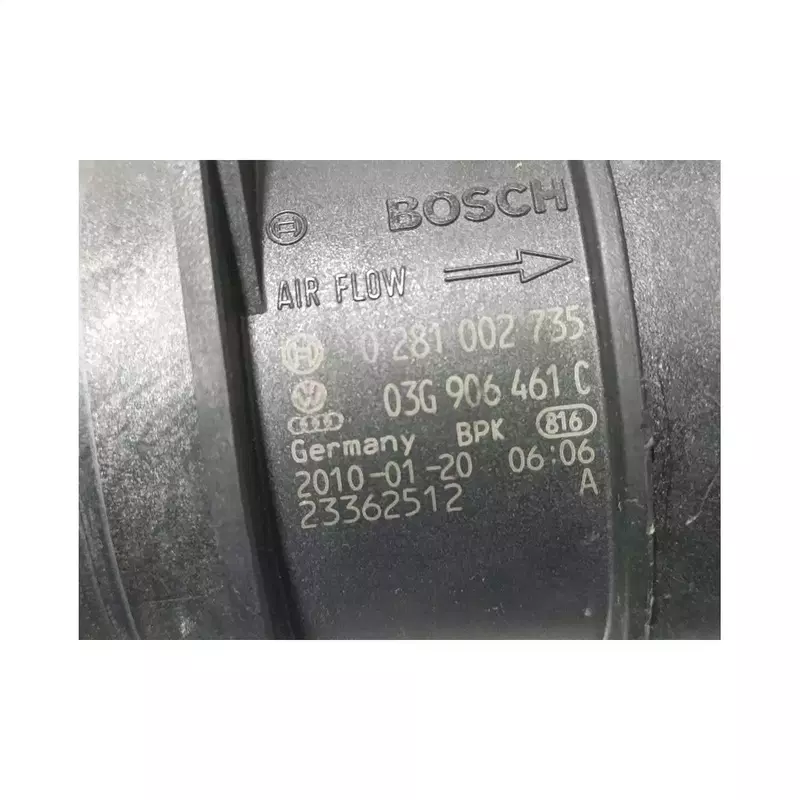 BOSCH
AIR FLOW
0 281 002 735
03G 906 461 C
Germany BPK 816
2010-01-20 06:06
23362512 A